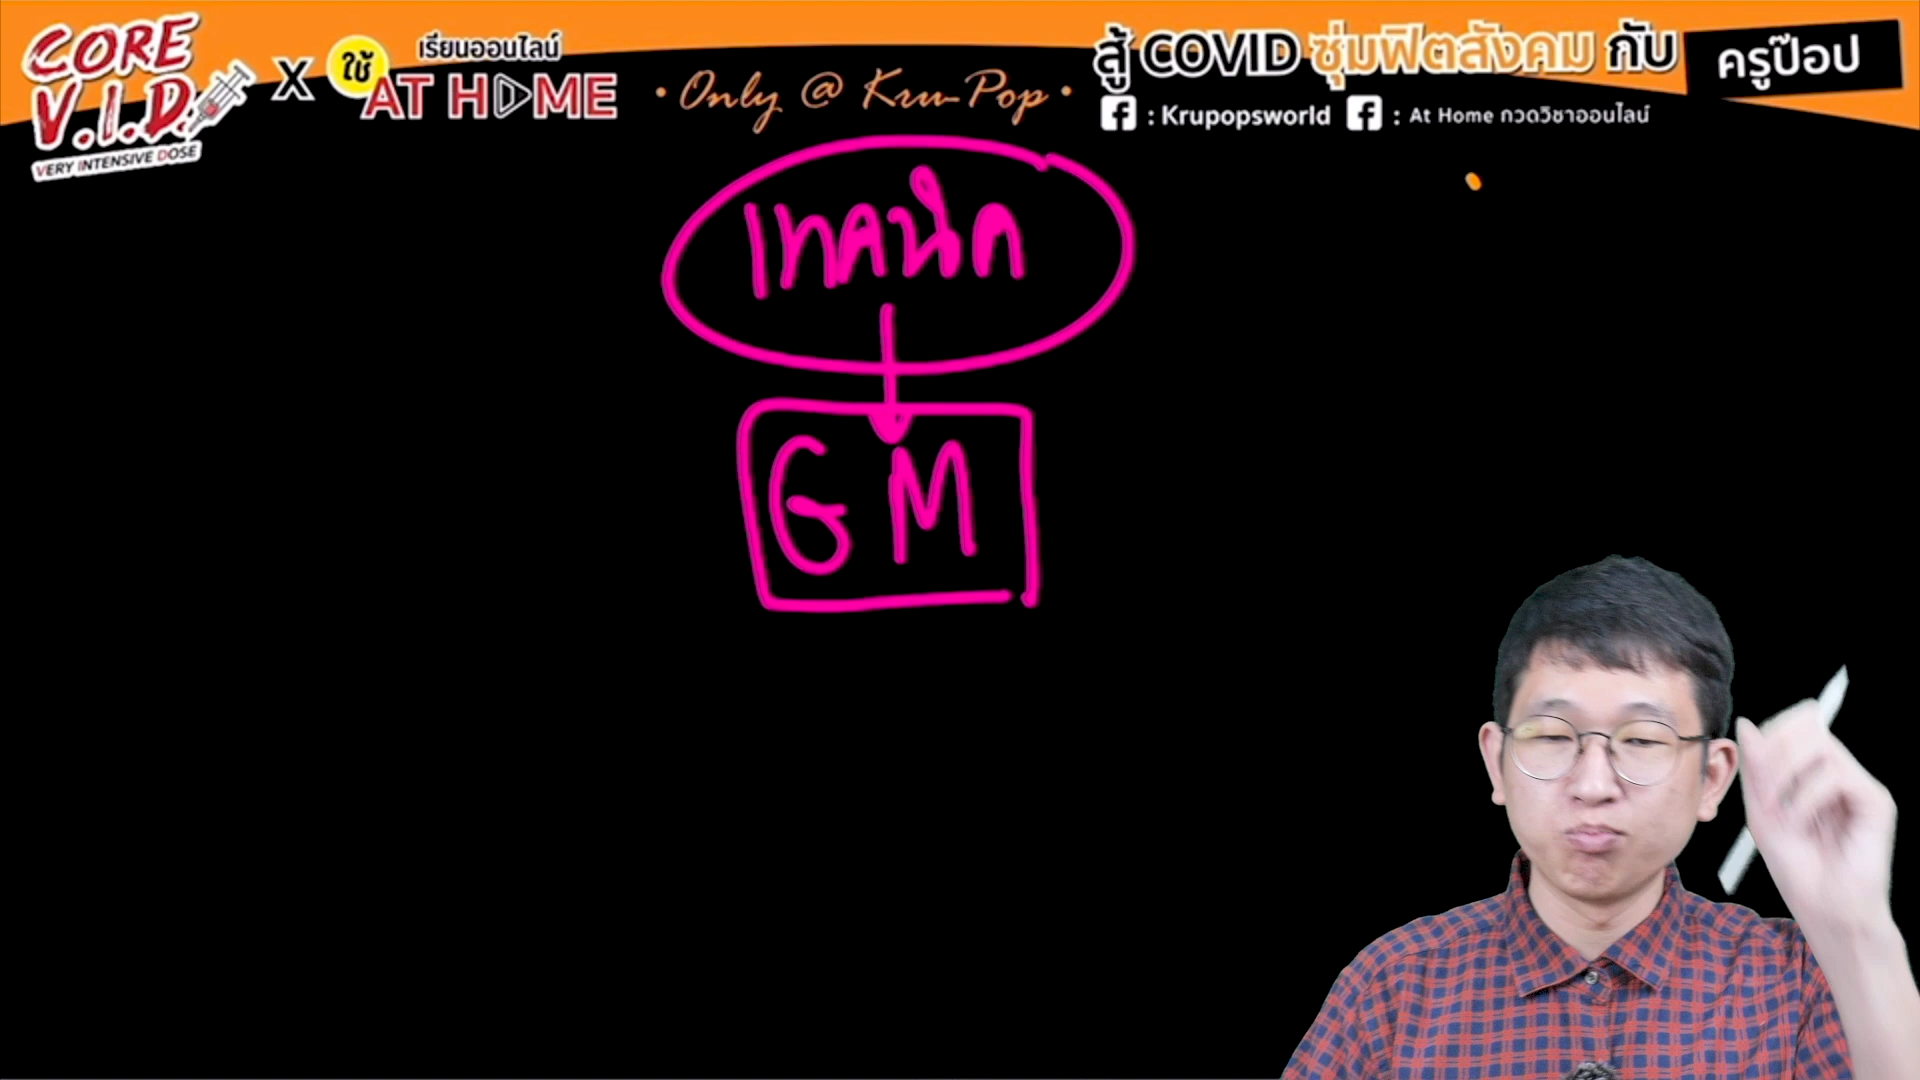 CORE
V.I.D.
VERY INTENSIVE DOSE
X
ใช้
เรียนออนไลน์
AT HOME
• Only @ Kru-Pop •
สู้ COVID ซุ่มฟิตสังคม กับ ครูป๊อป
: Krupopsworld : At Home กวดวิชาออนไลน์
เทคนิค
GM